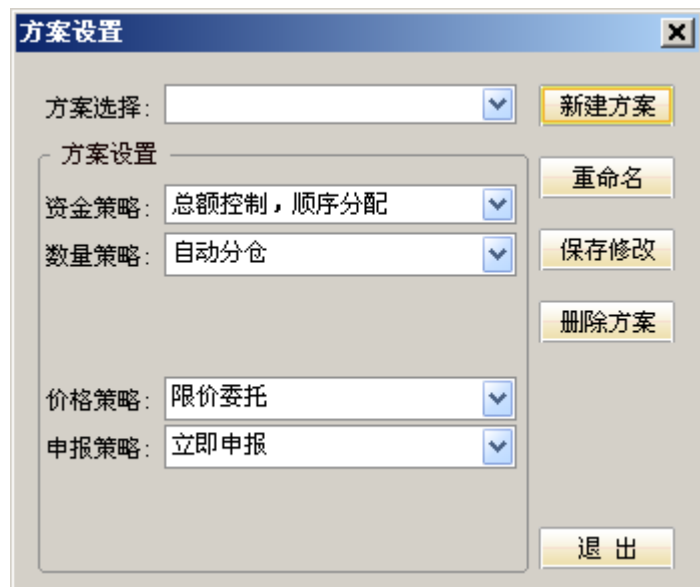 方案设置
方案选择:
新建方案
方案设置
重命名
资金策略: 总额控制，顺序分配
数量策略: 自动分仓
保存修改
删除方案
价格策略: 限价委托
申报策略: 立即申报
退 出